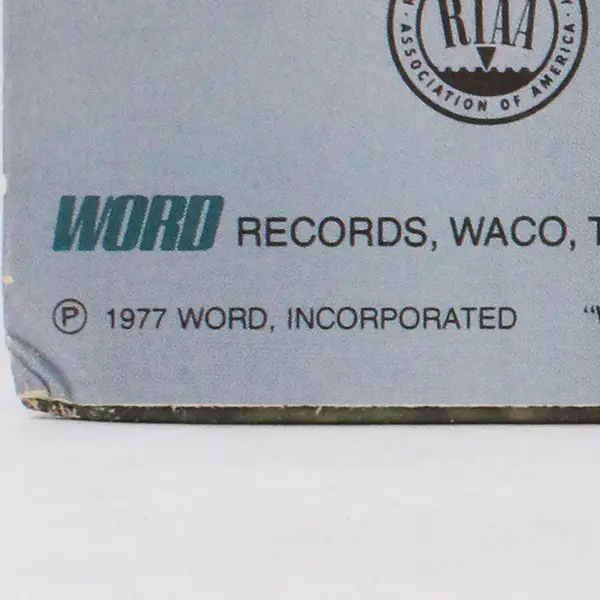 RIAA
ASSOCIATION OF AMERICA
WORD RECORDS, WACO,
Ⓟ 1977 WORD, INCORPORATED